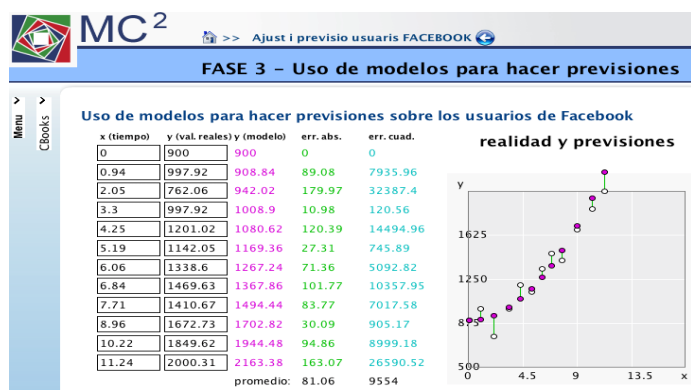 MC2
>> Ajust i previsio usuaris FACEBOOK
FASE 3 – Uso de modelos para hacer previsiones
Menu >
CBooks >
Uso de modelos para hacer previsiones sobre los usuarios de Facebook
x (tiempo) y (val. reales) y (modelo) err. abs. err. cuad.
0 900 900 0 0
0.94 997.92 908.84 89.08 7935.96
2.05 762.06 942.02 179.97 32387.4
3.3 997.92 1008.9 10.98 120.56
4.25 1201.02 1080.62 120.39 14494.96
5.19 1142.05 1169.36 27.31 745.89
6.06 1338.6 1267.24 71.36 5092.82
6.84 1469.63 1367.86 101.77 10357.95
7.71 1410.67 1494.44 83.77 7017.58
8.96 1672.73 1702.82 30.09 905.17
10.22 1849.62 1944.48 94.86 8999.18
11.24 2000.31 2163.38 163.07 26590.52
promedio: 81.06 9554
realidad y previsiones
y
1625
1250
875
500
0 4.5 9 13.5 x